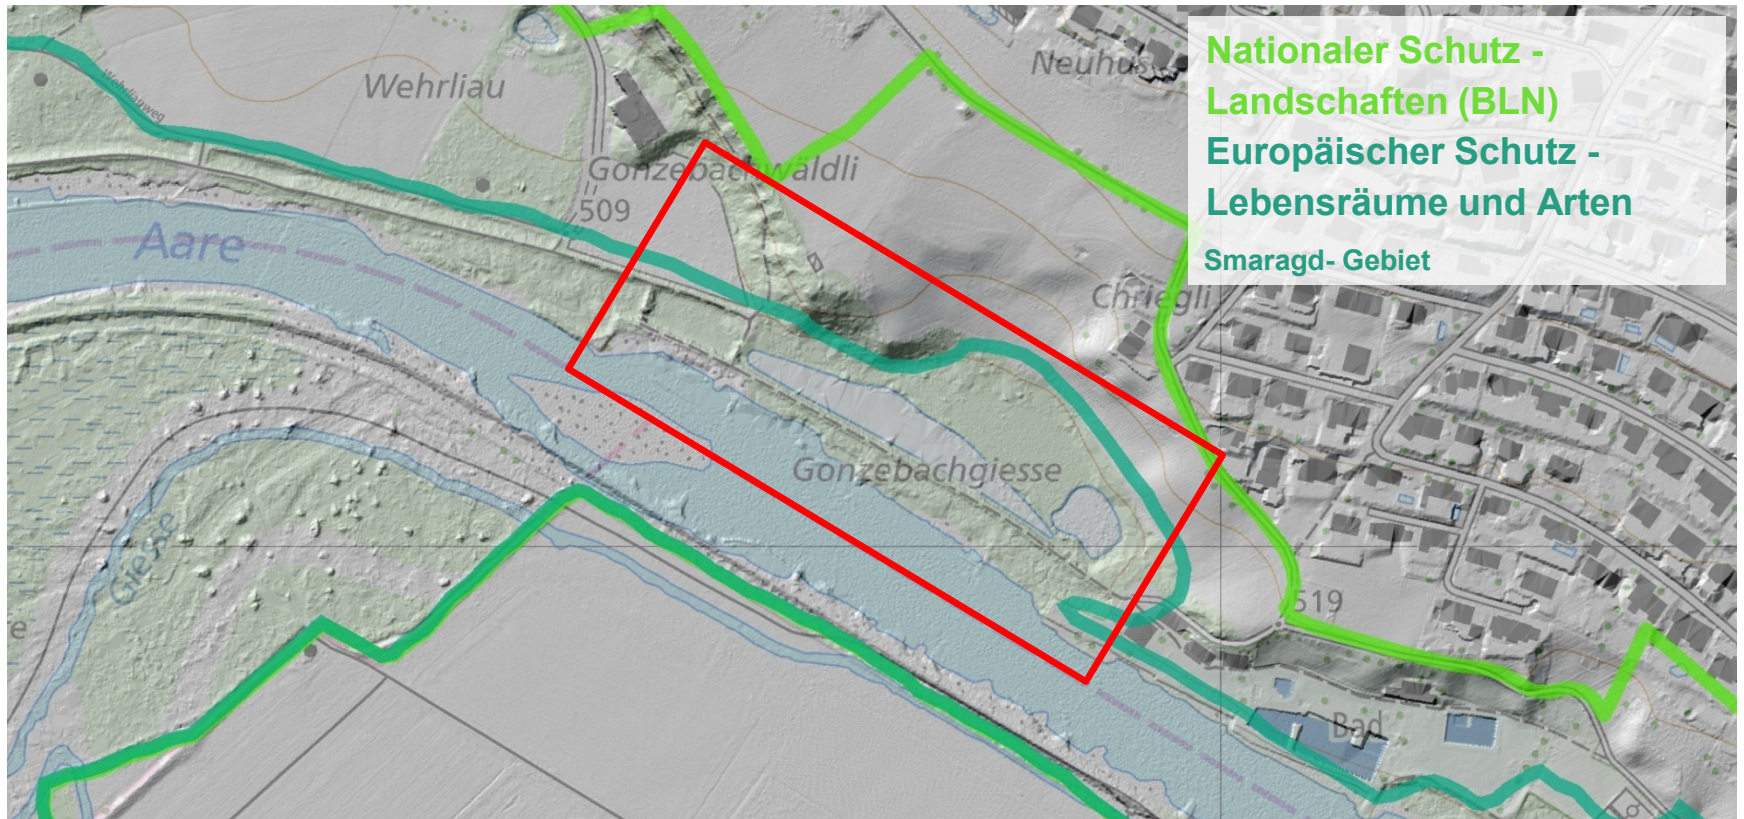 Nationaler Schutz -
Landschaften (BLN)
Europäischer Schutz -
Lebensräume und Arten
Smaragd- Gebiet
Wehrliau
Neuhus
Wehrliauweg
Gonzebachwäldli
509
Aare
Chriegli
Gonzebachgiesse
Giesse
519
Bad